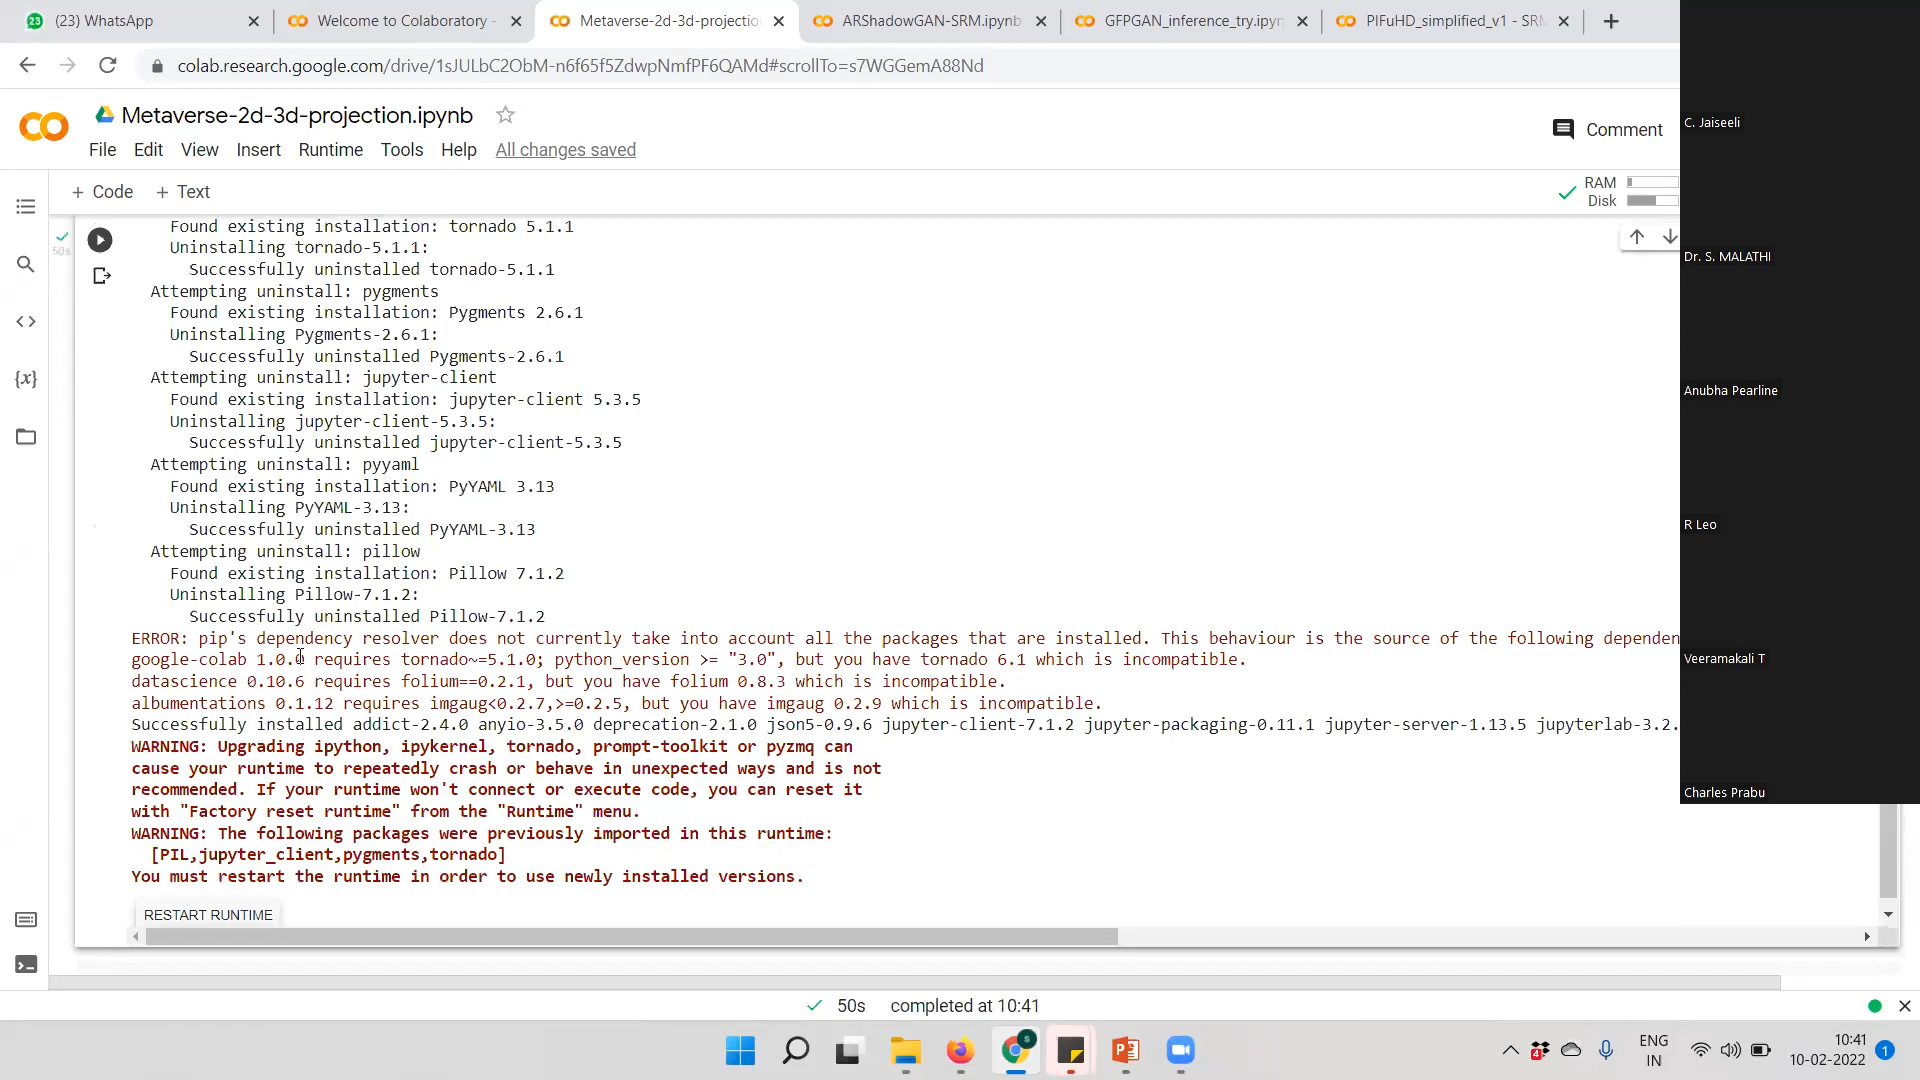 (23) WhatsApp
Welcome to Colaboratory -
Metaverse-2d-3d-projectio
ARShadowGAN-SRM.ipynb
GFPGAN_inference_try.ipyn
PIFuHD_simplified_v1 - SRM
colab.research.google.com/drive/1sJULbC2ObM-n6f65f5ZdwpNmfPF6QAMd#scrollTo=s7WGGemA88Nd
Metaverse-2d-3d-projection.ipynb
File Edit View Insert Runtime Tools Help All changes saved
Comment
+ Code + Text
RAM
Disk
50s
Found existing installation: tornado 5.1.1
Uninstalling tornado-5.1.1:
Successfully uninstalled tornado-5.1.1
Attempting uninstall: pygments
Found existing installation: Pygments 2.6.1
Uninstalling Pygments-2.6.1:
Successfully uninstalled Pygments-2.6.1
Attempting uninstall: jupyter-client
Found existing installation: jupyter-client 5.3.5
Uninstalling jupyter-client-5.3.5:
Successfully uninstalled jupyter-client-5.3.5
Attempting uninstall: pyyaml
Found existing installation: PyYAML 3.13
Uninstalling PyYAML-3.13:
Successfully uninstalled PyYAML-3.13
Attempting uninstall: pillow
Found existing installation: Pillow 7.1.2
Uninstalling Pillow-7.1.2:
Successfully uninstalled Pillow-7.1.2
ERROR: pip's dependency resolver does not currently take into account all the packages that are installed. This behaviour is the source of the following dependen
google-colab 1.0.0 requires tornado~=5.1.0; python_version >= "3.0", but you have tornado 6.1 which is incompatible.
datascience 0.10.6 requires folium==0.2.1, but you have folium 0.8.3 which is incompatible.
albumentations 0.1.12 requires imgaug<0.2.7,>=0.2.5, but you have imgaug 0.2.9 which is incompatible.
Successfully installed addict-2.4.0 anyio-3.5.0 deprecation-2.1.0 json5-0.9.6 jupyter-client-7.1.2 jupyter-packaging-0.11.1 jupyter-server-1.13.5 jupyterlab-3.2.
WARNING: Upgrading ipython, ipykernel, tornado, prompt-toolkit or pyzmq can
cause your runtime to repeatedly crash or behave in unexpected ways and is not
recommended. If your runtime won't connect or execute code, you can reset it
with "Factory reset runtime" from the "Runtime" menu.
WARNING: The following packages were previously imported in this runtime:
[PIL,jupyter_client,pygments,tornado]
You must restart the runtime in order to use newly installed versions.
RESTART RUNTIME
50s completed at 10:41
C. Jaiseeli
Dr. S. MALATHI
Anubha Pearline
R Leo
Veeramakali T
Charles Prabu
ENG
IN
10:41
10-02-2022
1